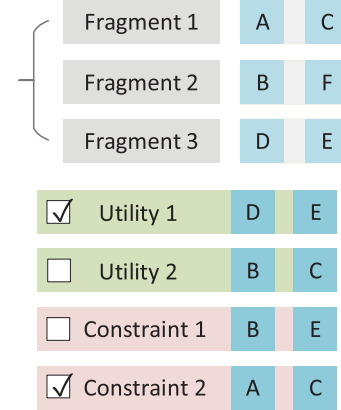 Fragment 1 A C
Fragment 2 B F
Fragment 3 D E
Utility 1 D E
Utility 2 B C
Constraint 1 B E
Constraint 2 A C